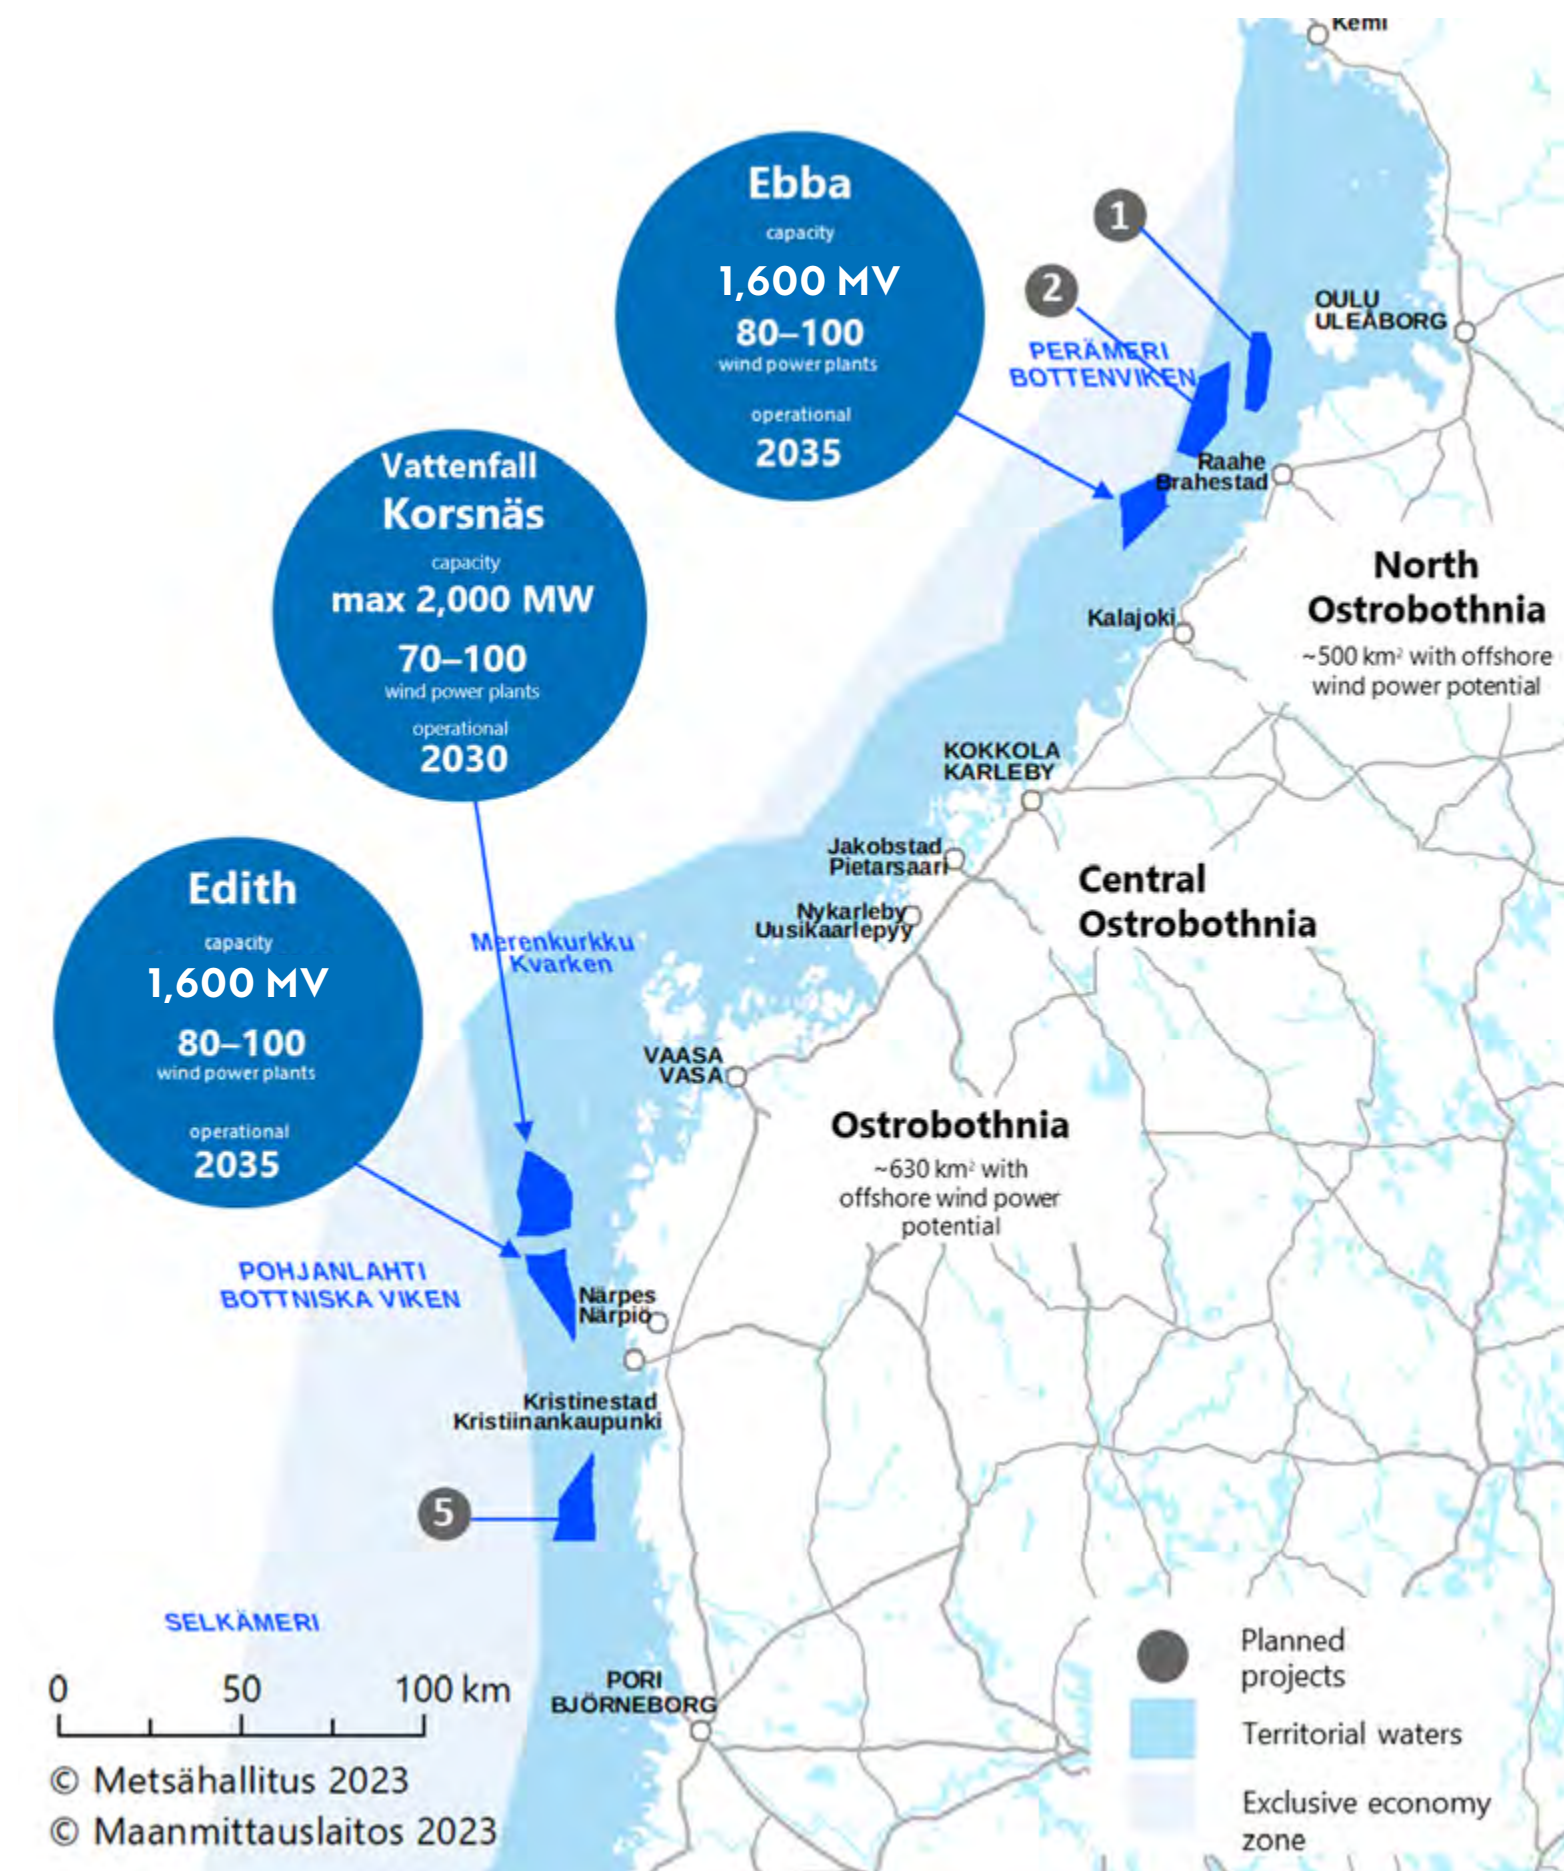 Kemi
Ebba
capacity
1,600 MV
80–100
wind power plants
operational
2035
1
2
PERÄMERI
BOTTENVIKEN
OULU
ULEÅBORG
Raahe
Brahestad
Vattenfall
Korsnäs
capacity
max 2,000 MW
70–100
wind power plants
operational
2030
North
Ostrobothnia
~500 km² with offshore
wind power potential
Kalajoki
KOKKOLA
KARLEBY
Jakobstad
Pietarsaari
Nykarleby
Uusikaarlepyy
Central
Ostrobothnia
Edith
capacity
1,600 MV
80–100
wind power plants
operational
2035
Merenkurkku
Kvarken
VAASA
VASA
Ostrobothnia
~630 km² with
offshore wind power
potential
POHJANLAHTI
BOTTNISKA VIKEN
Närpes
Närpiö
Kristinestad
Kristiinankaupunki
5
SELKÄMERI
0 50 100 km
PORI
BJÖRNEBORG
© Metsähallitus 2023
© Maanmittauslaitos 2023
Planned
projects
Territorial waters
Exclusive economy
zone